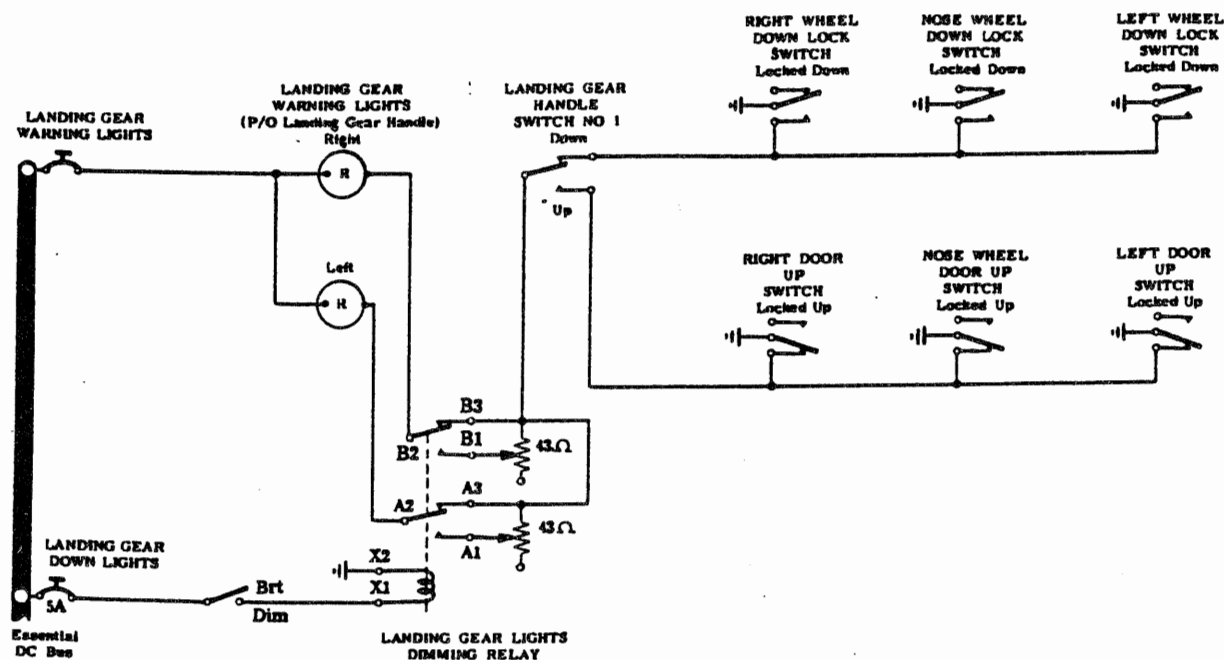 RIGHT WHEEL
DOWN LOCK
SWITCH
Locked Down
NOSE WHEEL
DOWN LOCK
SWITCH
Locked Down
LEFT WHEEL
DOWN LOCK
SWITCH
Locked Down
LANDING GEAR
WARNING LIGHTS
LANDING GEAR
WARNING LIGHTS
(P/O Landing Gear Handle)
Right
R
LANDING GEAR
HANDLE
SWITCH NO 1
Down
Up
Left
R
RIGHT DOOR
UP
SWITCH
Locked Up
NOSE WHEEL
DOOR UP
SWITCH
Locked Up
LEFT DOOR
UP
SWITCH
Locked Up
B3
B1
B2
43Ω
A3
A2
A1
43Ω
X2
X1
LANDING GEAR
DOWN LIGHTS
5A
Brt
Dim
Essential
DC Bus
LANDING GEAR LIGHTS
DIMMING RELAY